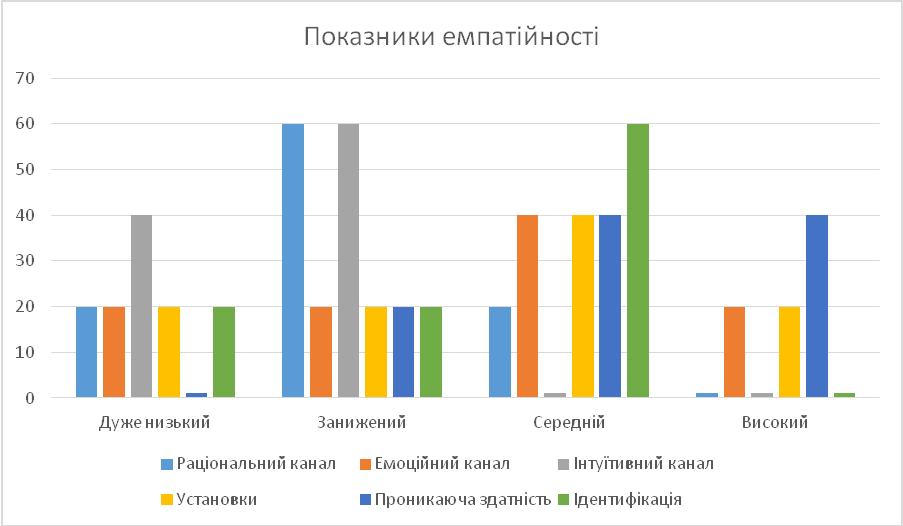 Показники емпатійності
70
60
50
40
30
20
10
0
Дуже низький Занижений Середній Високий
Раціональний канал Емоційний канал Інтуїтивний канал
Установки Проникаюча здатність Ідентифікація